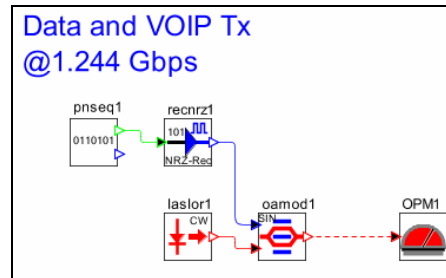 Data and VOIP Tx
@1.244 Gbps
pnseq1
recnrz1
0110101
101
NRZ-Rec
laslor1
oamod1
OPM1
CW
SIN